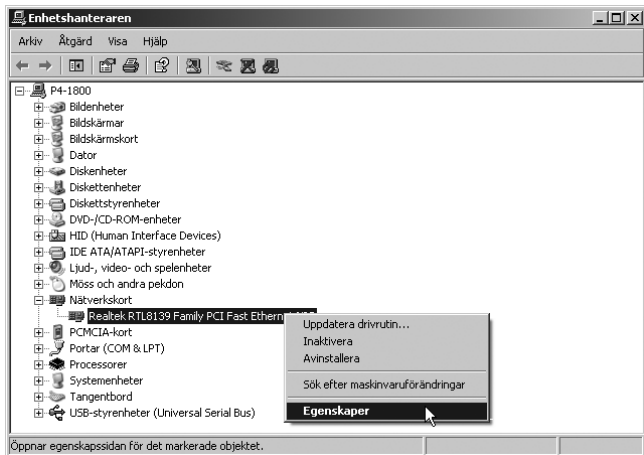 Enhetshanteraren
Arkiv Åtgärd Visa Hjälp
P4-1800
Bildenheter
Bildskärmar
Bildskärmskort
Dator
Diskenheter
Diskettenheter
Diskettstyrenheter
DVD-/CD-ROM-enheter
HID (Human Interface Devices)
IDE ATA/ATAPI-styrenheter
Ljud-, video- och spelenheter
Möss och andra pekdon
Nätverkskort
Realtek RTL8139 Family PCI Fast Ethernet
PCMCIA-kort
Portar (COM & LPT)
Processorer
Systemenheter
Tangentbord
USB-styrenheter (Universal Serial Bus)
Uppdatera drivrutin...
Inaktivera
Avinstallera
Sök efter maskinvaruförändringar
Egenskaper
Öppnar egenskapssidan för det markerade objektet.